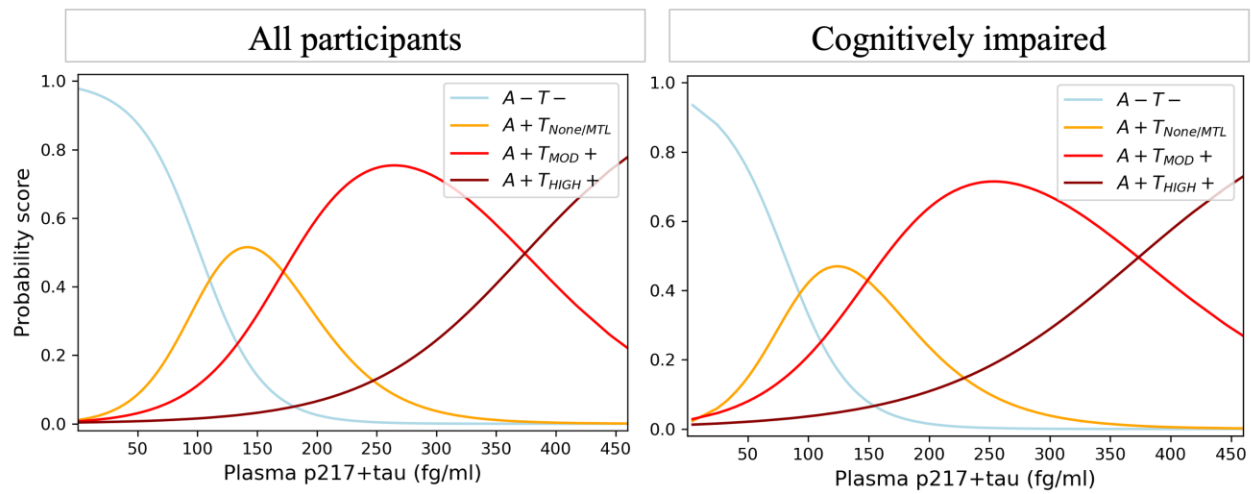 All participants
1.0
0.8
0.6
0.4
0.2
0.0
Probability score
A − T −
A + T_None/MTL
A + T_MOD +
A + T_HIGH +
50 100 150 200 250 300 350 400 450
Plasma p217+tau (fg/ml)
Cognitively impaired
1.0
0.8
0.6
0.4
0.2
0.0
A − T −
A + T_None/MTL
A + T_MOD +
A + T_HIGH +
50 100 150 200 250 300 350 400 450
Plasma p217+tau (fg/ml)